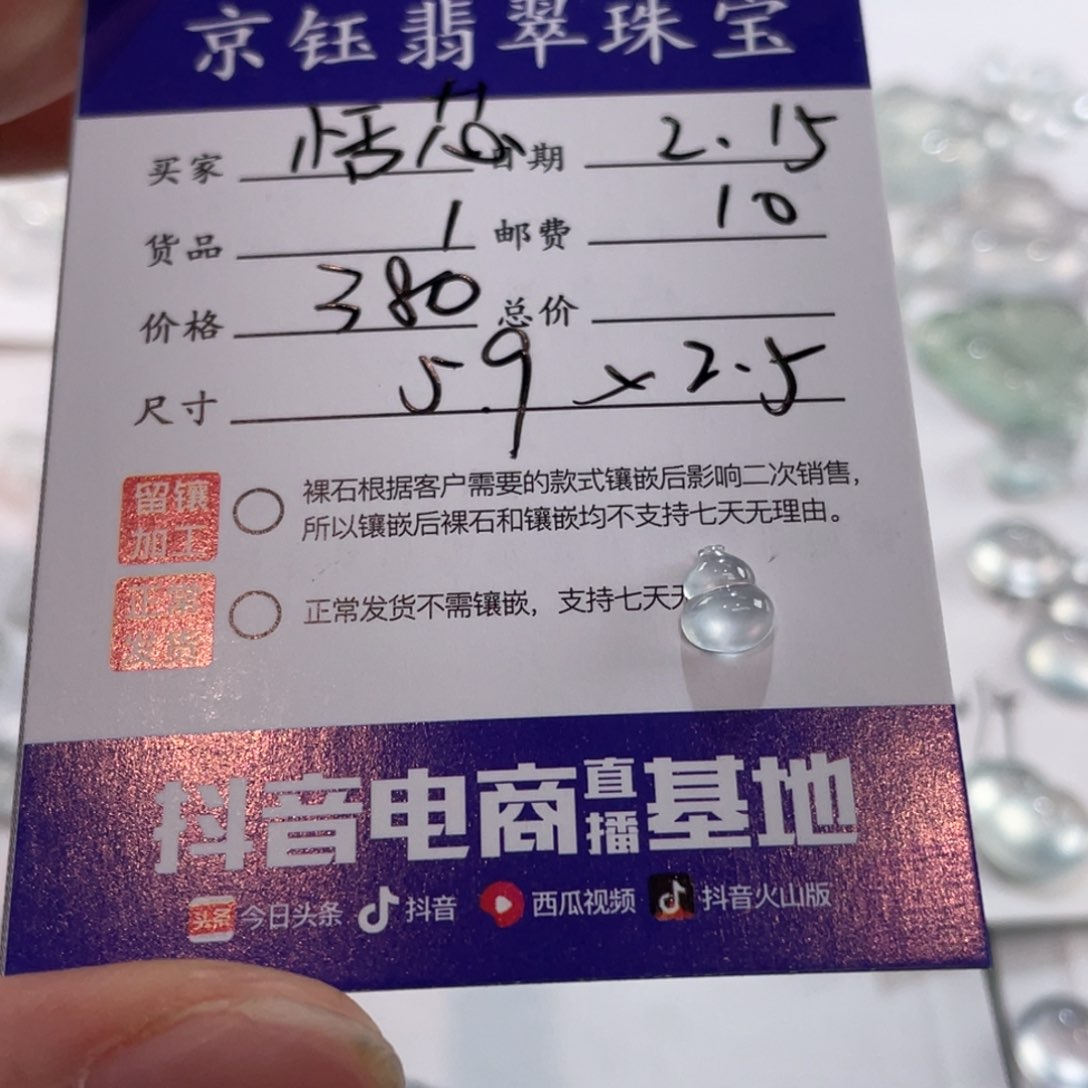 京钰翡翠珠宝
买家 恬芯 日期 2.15
货品 1 邮费 10
价格 380 总价
尺寸 5.9 × 2.5
留镶加工 裸石根据客户需要的款式镶嵌后影响二次销售，
所以镶嵌后裸石和镶嵌均不支持七天无理由。
正常发货 正常发货不需镶嵌，支持七天无
抖音电商直播基地
头条 今日头条 抖音 西瓜视频 抖音火山版